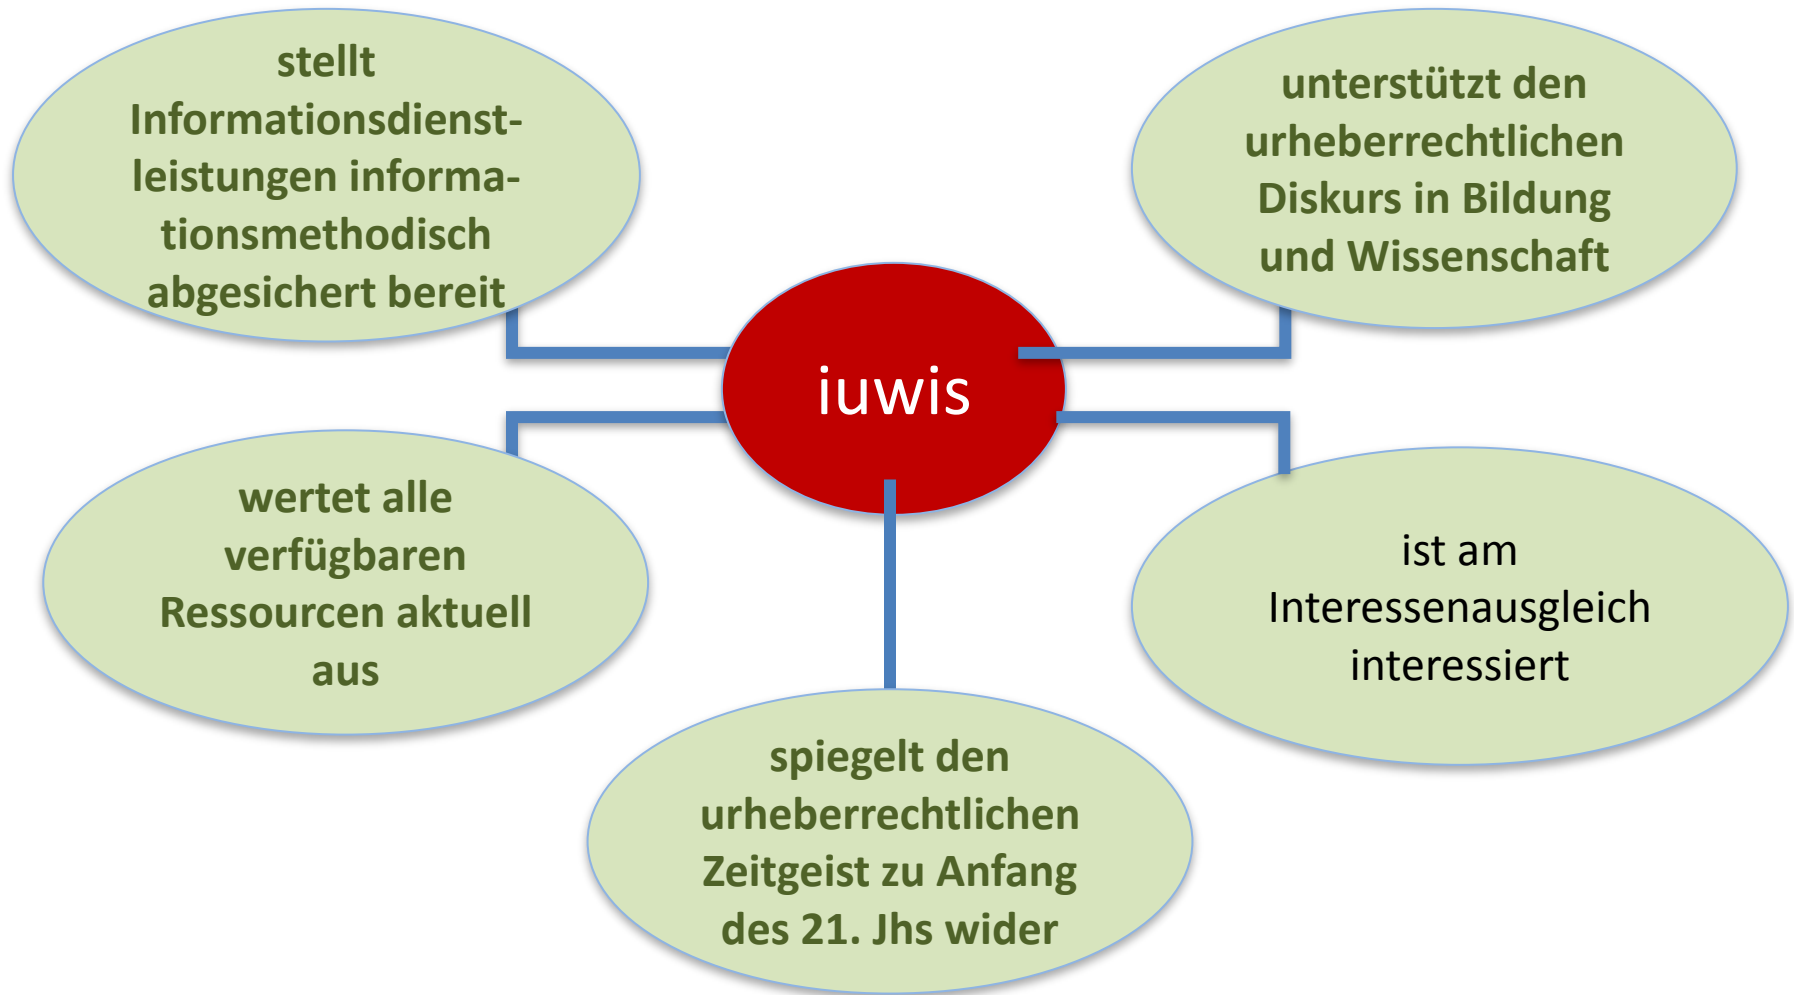 stellt
Informationsdienst-
leistungen informa-
tionsmethodisch
abgesichert bereit
unterstützt den
urheberrechtlichen
Diskurs in Bildung
und Wissenschaft
iuwis
wertet alle
verfügbaren
Ressourcen aktuell
aus
ist am
Interessenausgleich
interessiert
spiegelt den
urheberrechtlichen
Zeitgeist zu Anfang
des 21. Jhs wider